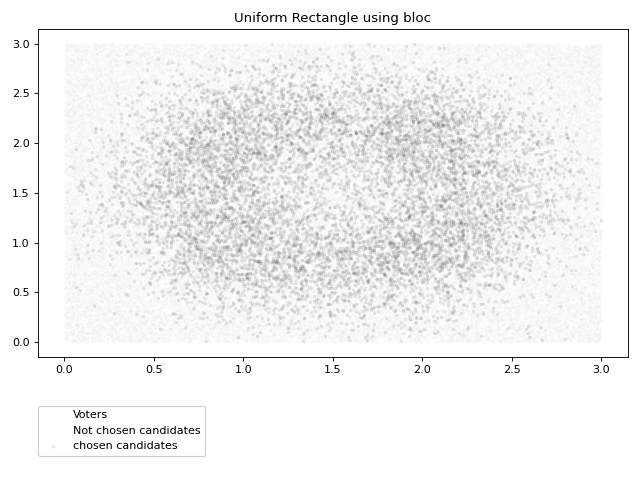 Uniform Rectangle using bloc
3.0
2.5
2.0
1.5
1.0
0.5
0.0
0.0 0.5 1.0 1.5 2.0 2.5 3.0
Voters
Not chosen candidates
chosen candidates